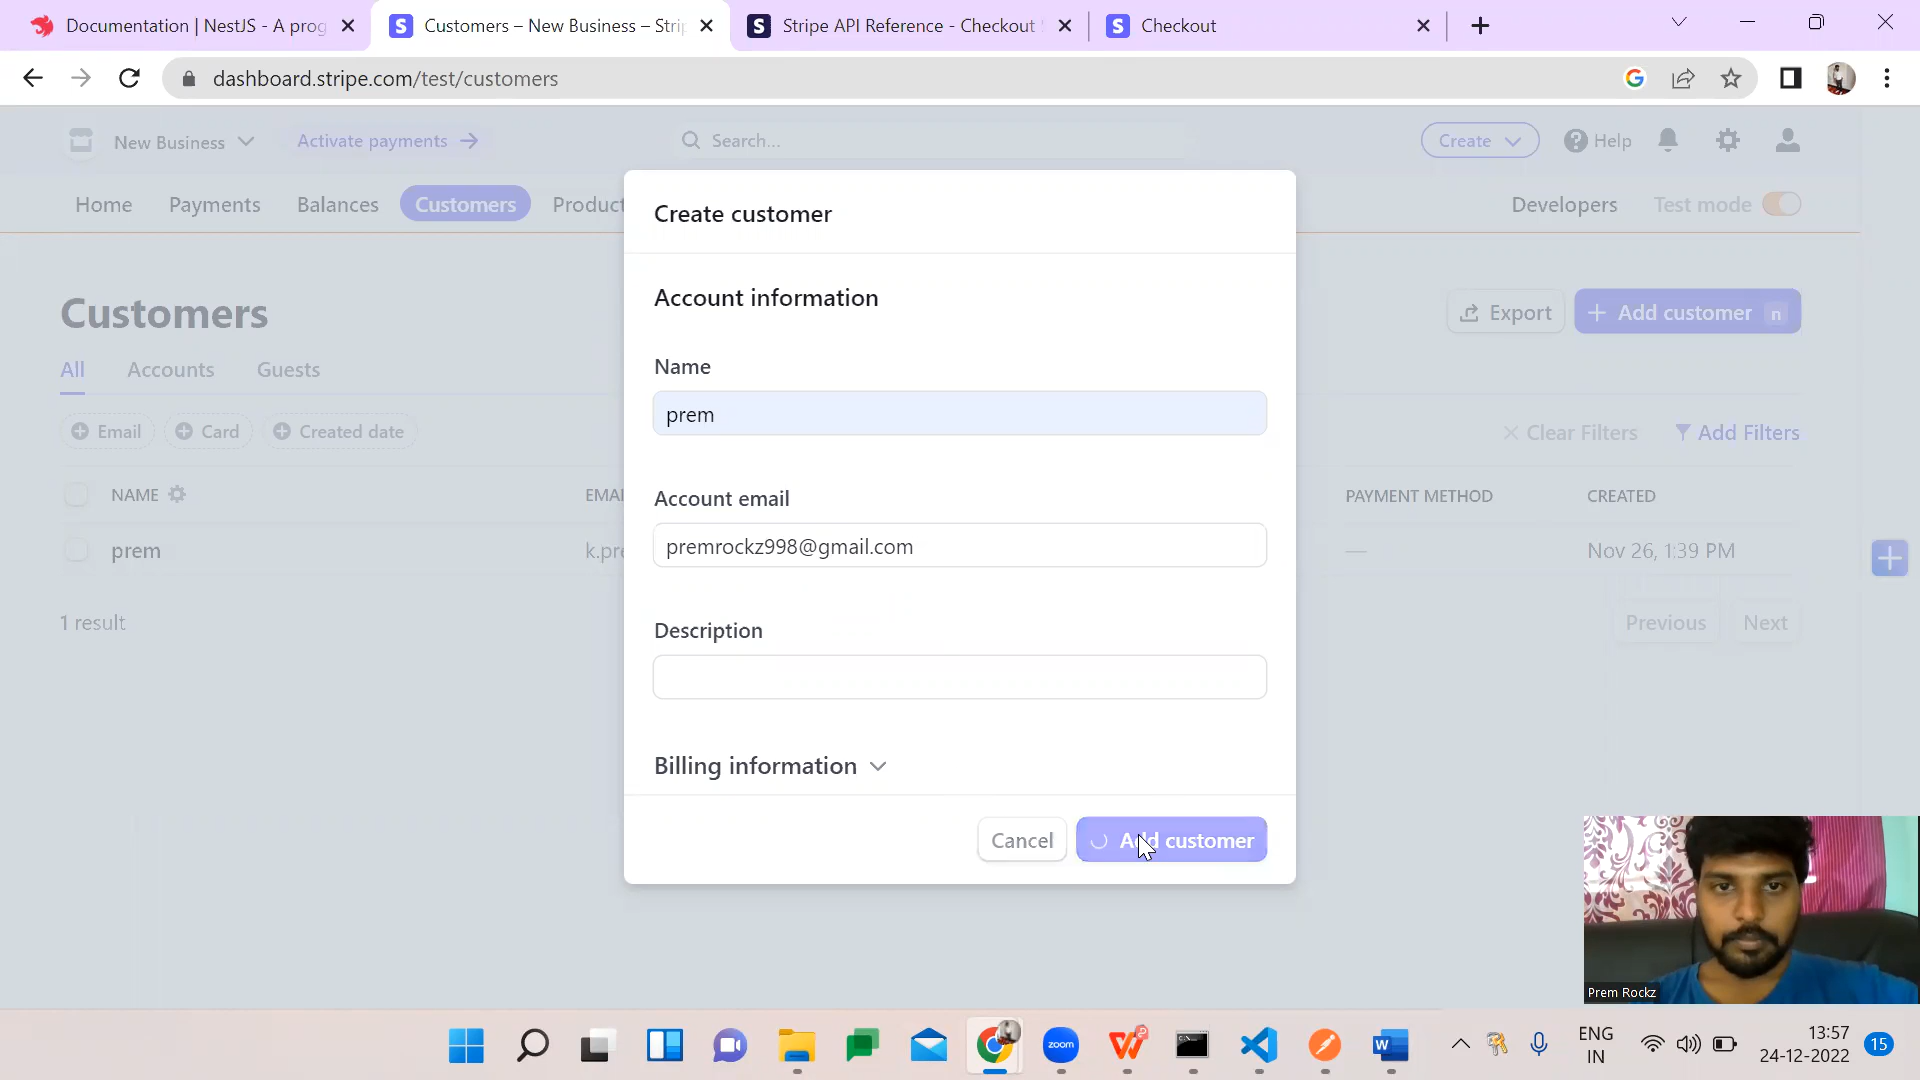 Documentation | NestJS - A prog
Customers – New Business – Strip
Stripe API Reference - Checkout
Checkout
dashboard.stripe.com/test/customers
New Business
Activate payments
Search...
Create
Help
Home
Payments
Balances
Customers
Product
Developers
Test mode
Create customer
Account information
Customers
Export
Add customer n
All
Accounts
Guests
Name
prem
Email
Card
Created date
Clear Filters
Add Filters
NAME
EMAI
Account email
PAYMENT METHOD
CREATED
prem
k.pre
premrockz998@gmail.com
—
Nov 26, 1:39 PM
1 result
Description
Previous
Next
Billing information
Cancel
Add customer
Prem Rockz
zoom
W
ENG
IN
13:57
24-12-2022
15